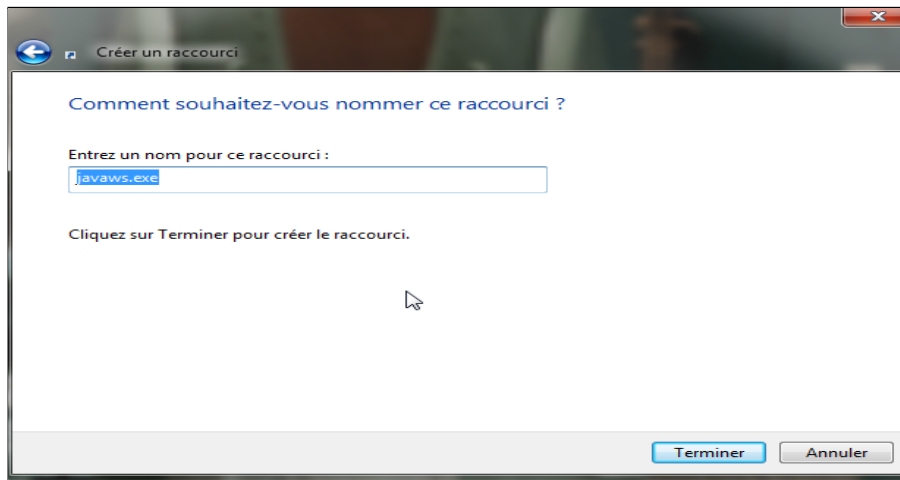 Créer un raccourci
Comment souhaitez-vous nommer ce raccourci ?
Entrez un nom pour ce raccourci :
javaws.exe
Cliquez sur Terminer pour créer le raccourci.
Terminer
Annuler